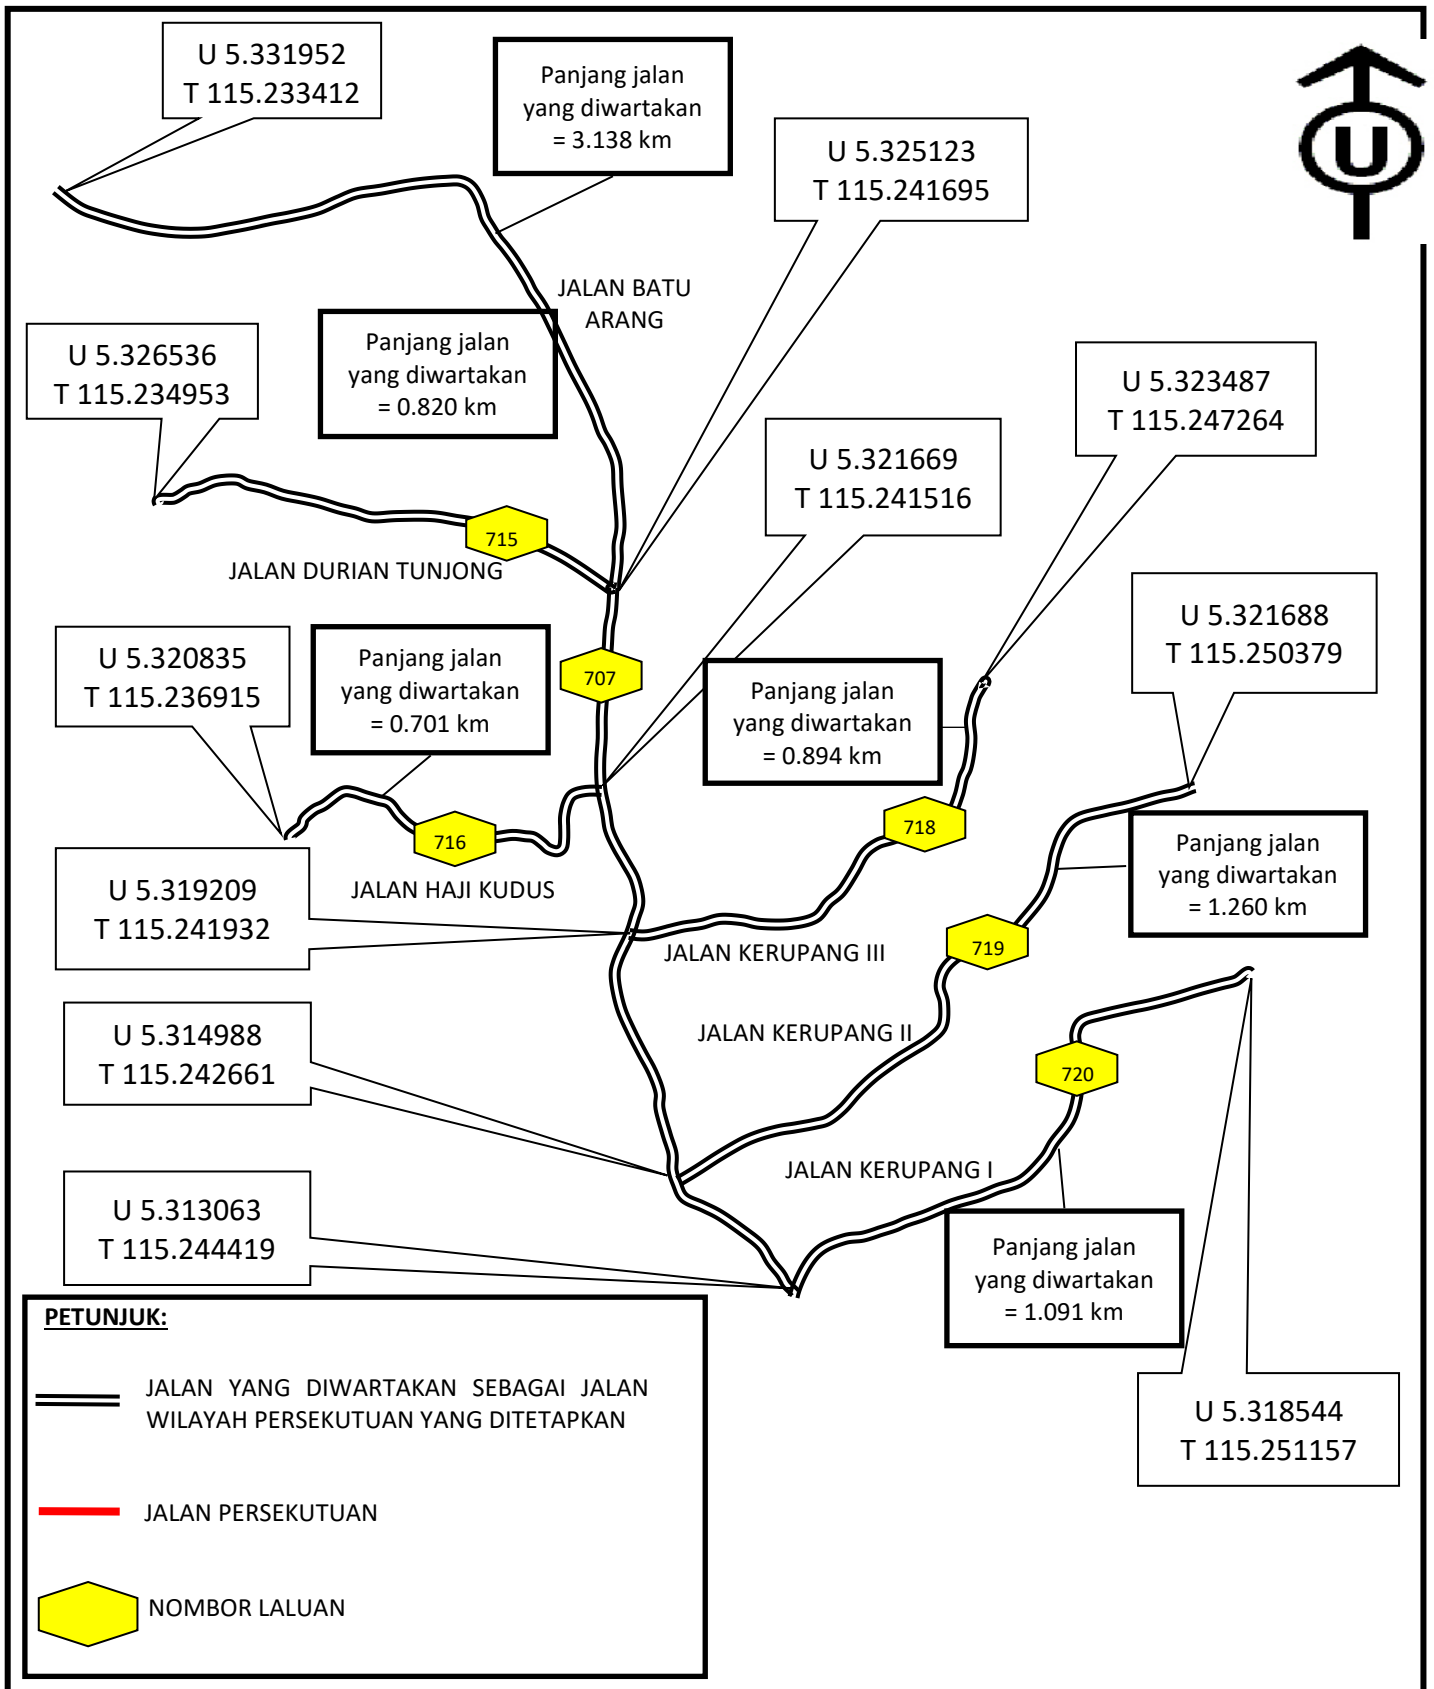 U 5.331952
T 115.233412
Panjang jalan
yang diwartakan
= 3.138 km
U 5.325123
T 115.241695
U
JALAN BATU
ARANG
Panjang jalan
yang diwartakan
= 0.820 km
U 5.326536
T 115.234953
U 5.323487
T 115.247264
U 5.321669
T 115.241516
715
JALAN DURIAN TUNJONG
U 5.321688
T 115.250379
U 5.320835
T 115.236915
Panjang jalan
yang diwartakan
= 0.701 km
707
Panjang jalan
yang diwartakan
= 0.894 km
718
716
Panjang jalan
yang diwartakan
= 1.260 km
U 5.319209
T 115.241932
JALAN HAJI KUDUS
JALAN KERUPANG III
719
U 5.314988
T 115.242661
JALAN KERUPANG II
720
JALAN KERUPANG I
U 5.313063
T 115.244419
Panjang jalan
yang diwartakan
= 1.091 km
U 5.318544
T 115.251157
PETUNJUK:
JALAN YANG DIWARTAKAN SEBAGAI JALAN
WILAYAH PERSEKUTUAN YANG DITETAPKAN
JALAN PERSEKUTUAN
NOMBOR LALUAN